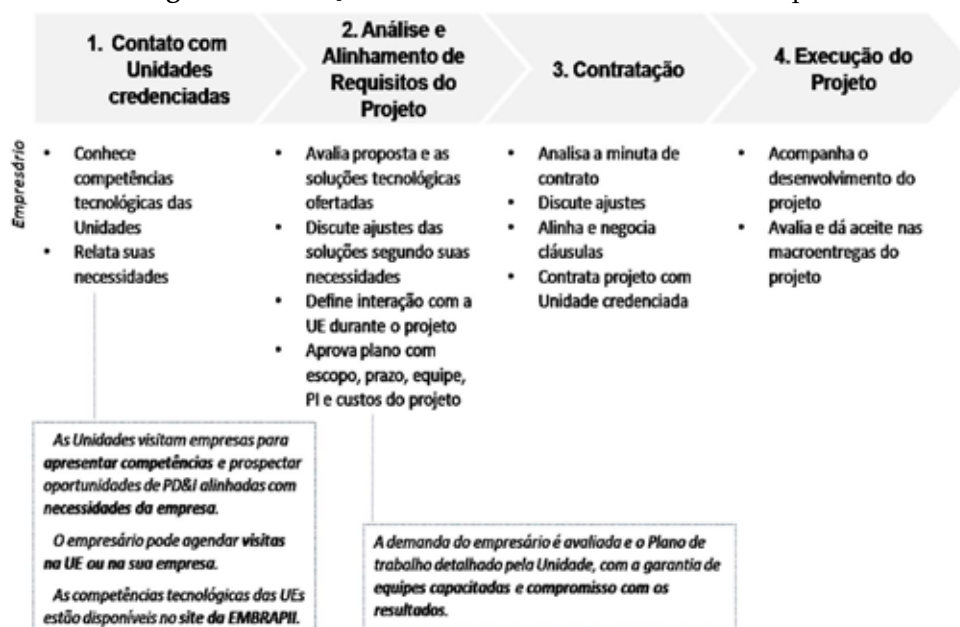 1. Contato com
Unidades
credenciadas
2. Análise e
Alinhamento de
Requisitos do
Projeto
3. Contratação
4. Execução do
Projeto
Empresário
• Conhece
competências
tecnológicas das
Unidades
• Relata suas
necessidades
• Avalia proposta e as
soluções tecnológicas
ofertadas
• Discute ajustes das
soluções segundo suas
necessidades
• Define interação com a
UE durante o projeto
• Aprova plano com
escopo, prazo, equipe,
PI e custos do projeto
• Analisa a minuta de
contrato
• Discute ajustes
• Alinha e negocia
cláusulas
• Contrata projeto com
Unidade credenciada
• Acompanha o
desenvolvimento do
projeto
• Avalia e dá aceite nas
macroentregas do
projeto
As Unidades visitam empresas para
apresentar competências e prospectar
oportunidades de PD&I alinhadas com
necessidades da empresa.
O empresário pode agendar visitas
na UE ou na sua empresa.
As competências tecnológicas das UEs
estão disponíveis no site da EMBRAPII.
A demanda do empresário é avaliada e o Plano de
trabalho detalhado pela Unidade, com a garantia de
equipes capacitadas e compromisso com os
resultados.